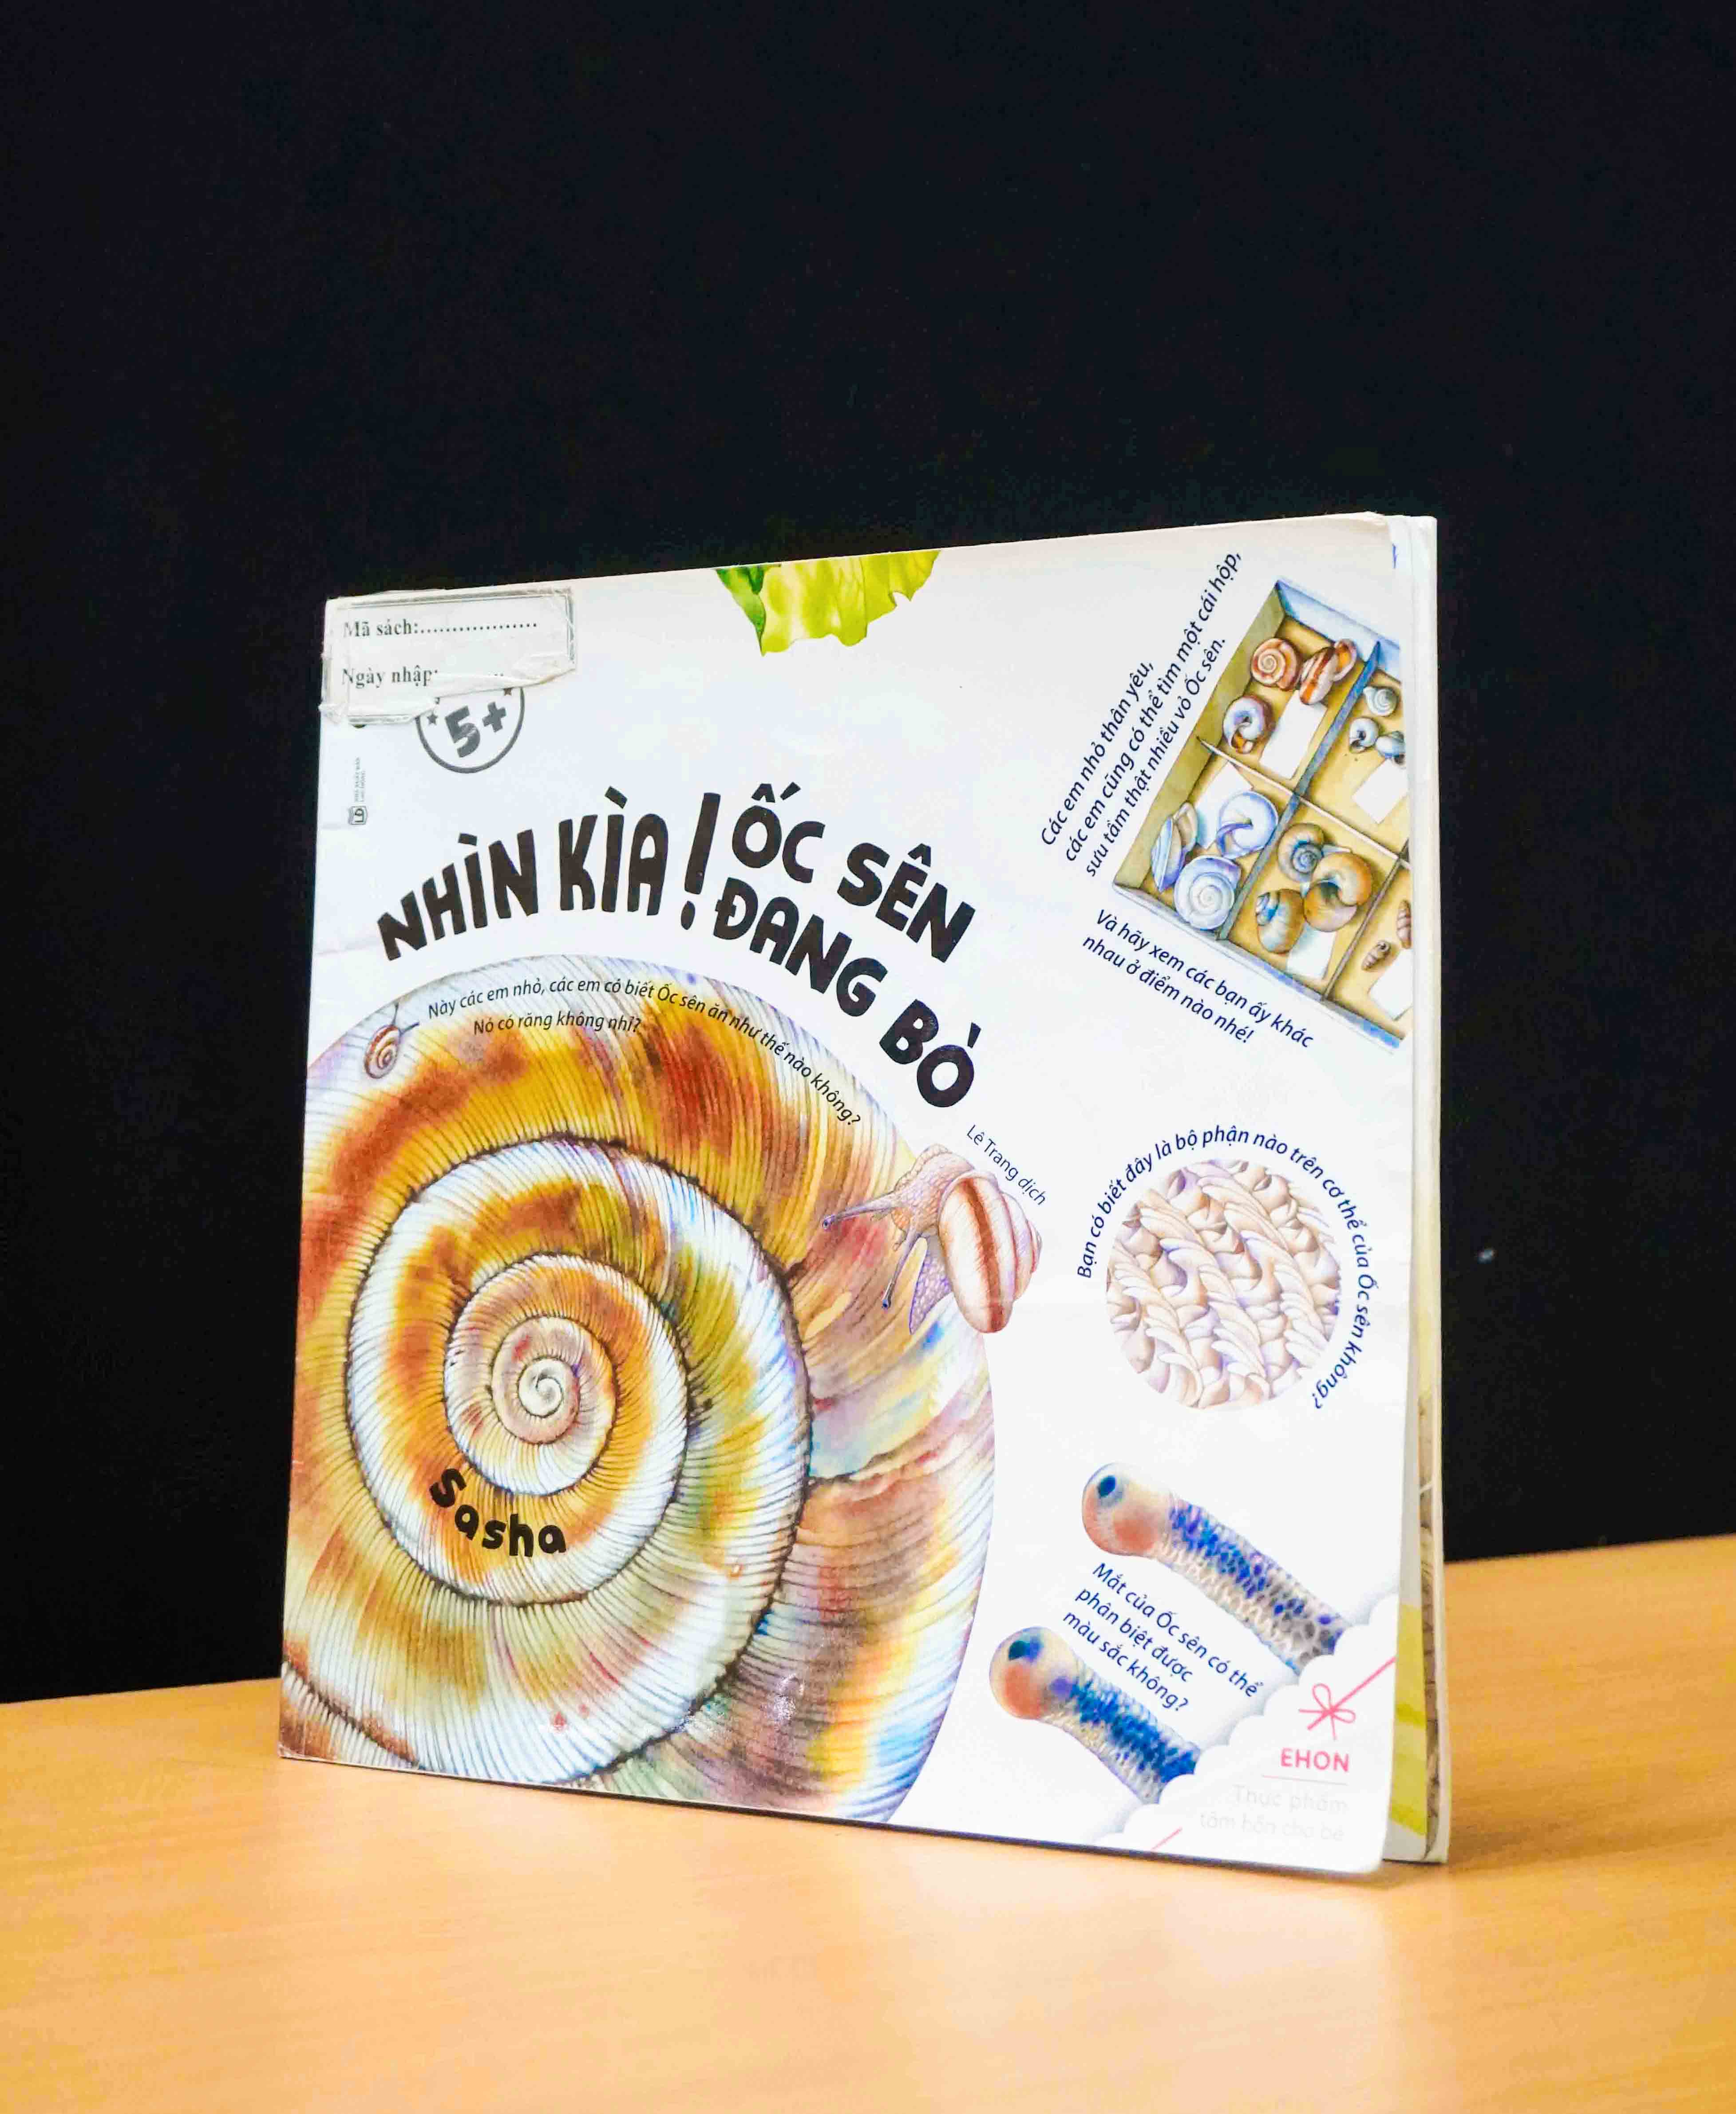 Mã sách:..................
Ngày nhập:
5+
NHÌN KÌA! ỐC SÊN
ĐANG BÒ
Này các em nhỏ, các em có biết Ốc sên ăn như thế nào không?
Nó có răng không nhỉ?
Lê Trang dịch
Sasha
Các em nhỏ thân yêu,
các em cũng có thể tìm một cái hộp,
sưu tầm thật nhiều vỏ Ốc sên.
Và hãy xem các bạn ấy khác
nhau ở điểm nào nhé!
Bạn có biết đây là bộ phận nào trên cơ thể của Ốc sên không?
Mắt của Ốc sên có thể
phân biệt được
màu sắc không?
EHON
Thực phẩm
tâm hồn cho bé